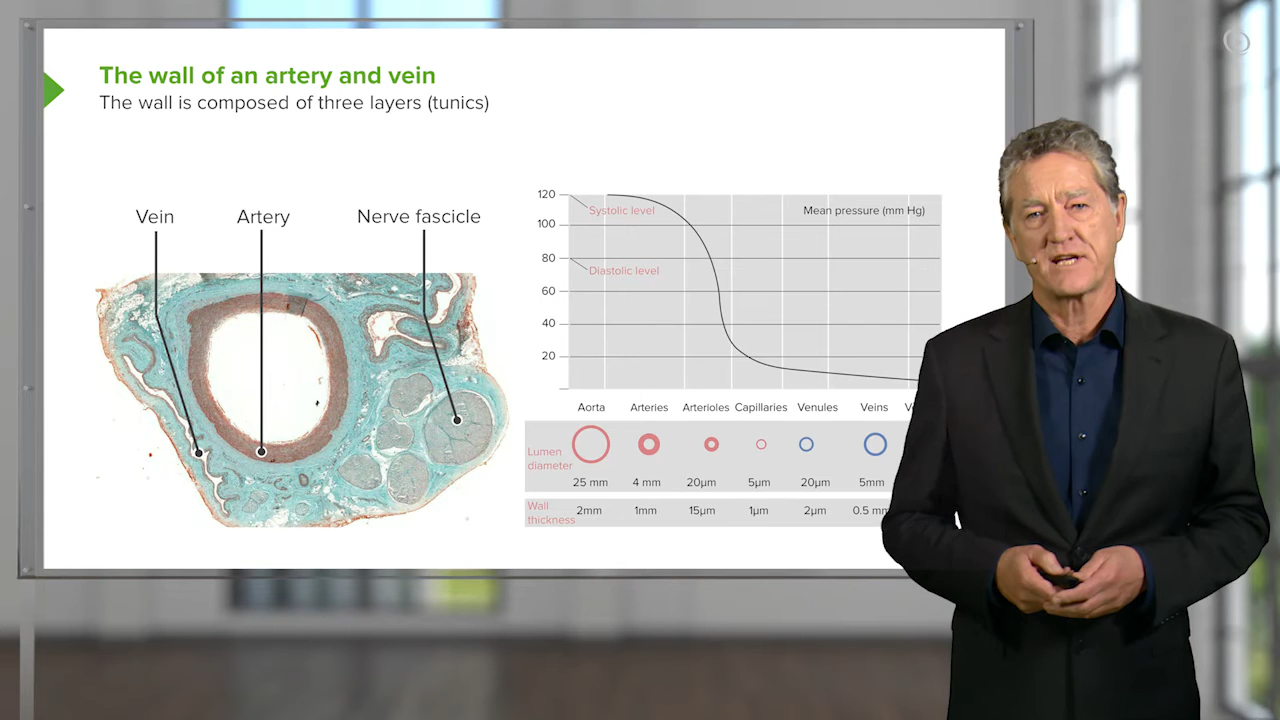 The wall of an artery and vein
The wall is composed of three layers (tunics)
Vein
Artery
Nerve fascicle
120
100
80
60
40
20
Systolic level
Diastolic level
Mean pressure (mm Hg)
Aorta
Arteries
Arterioles
Capillaries
Venules
Veins
Lumen
diameter
25 mm
4 mm
20µm
5µm
20µm
5mm
Wall
thickness
2mm
1mm
15µm
1µm
2µm
0.5